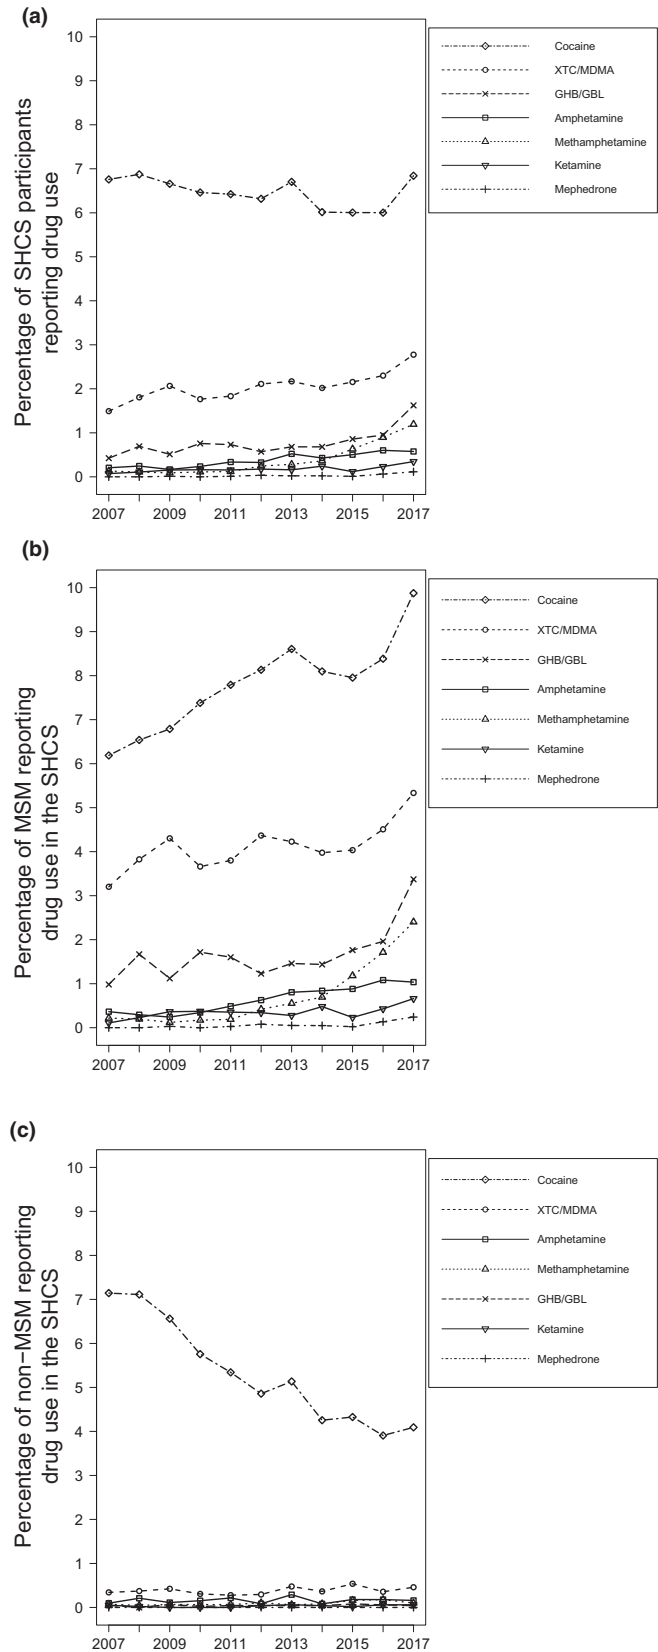 (a)
10
9
8
7
6
5
4
3
2
1
0
Percentage of SHCS participants
reporting drug use
2007 2009 2011 2013 2015 2017
Cocaine
XTC/MDMA
GHB/GBL
Amphetamine
Methamphetamine
Ketamine
Mephedrone
(b)
10
9
8
7
6
5
4
3
2
1
0
Percentage of MSM reporting
drug use in the SHCS
2007 2009 2011 2013 2015 2017
Cocaine
XTC/MDMA
GHB/GBL
Amphetamine
Methamphetamine
Ketamine
Mephedrone
(c)
10
9
8
7
6
5
4
3
2
1
0
Percentage of non−MSM reporting
drug use in the SHCS
2007 2009 2011 2013 2015 2017
Cocaine
XTC/MDMA
Amphetamine
Methamphetamine
GHB/GBL
Ketamine
Mephedrone